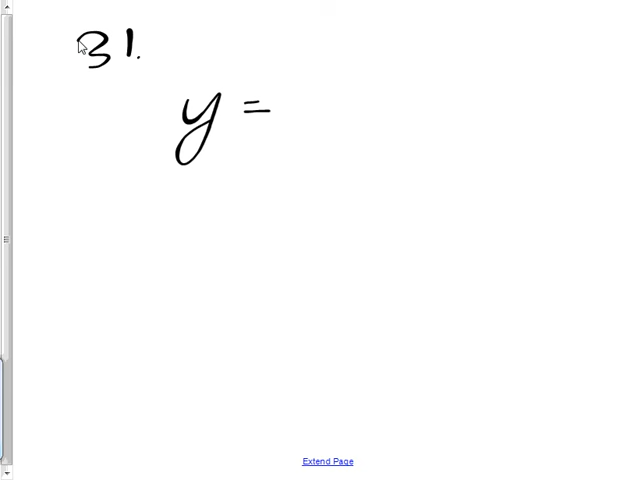 31.
y =
Extend Page